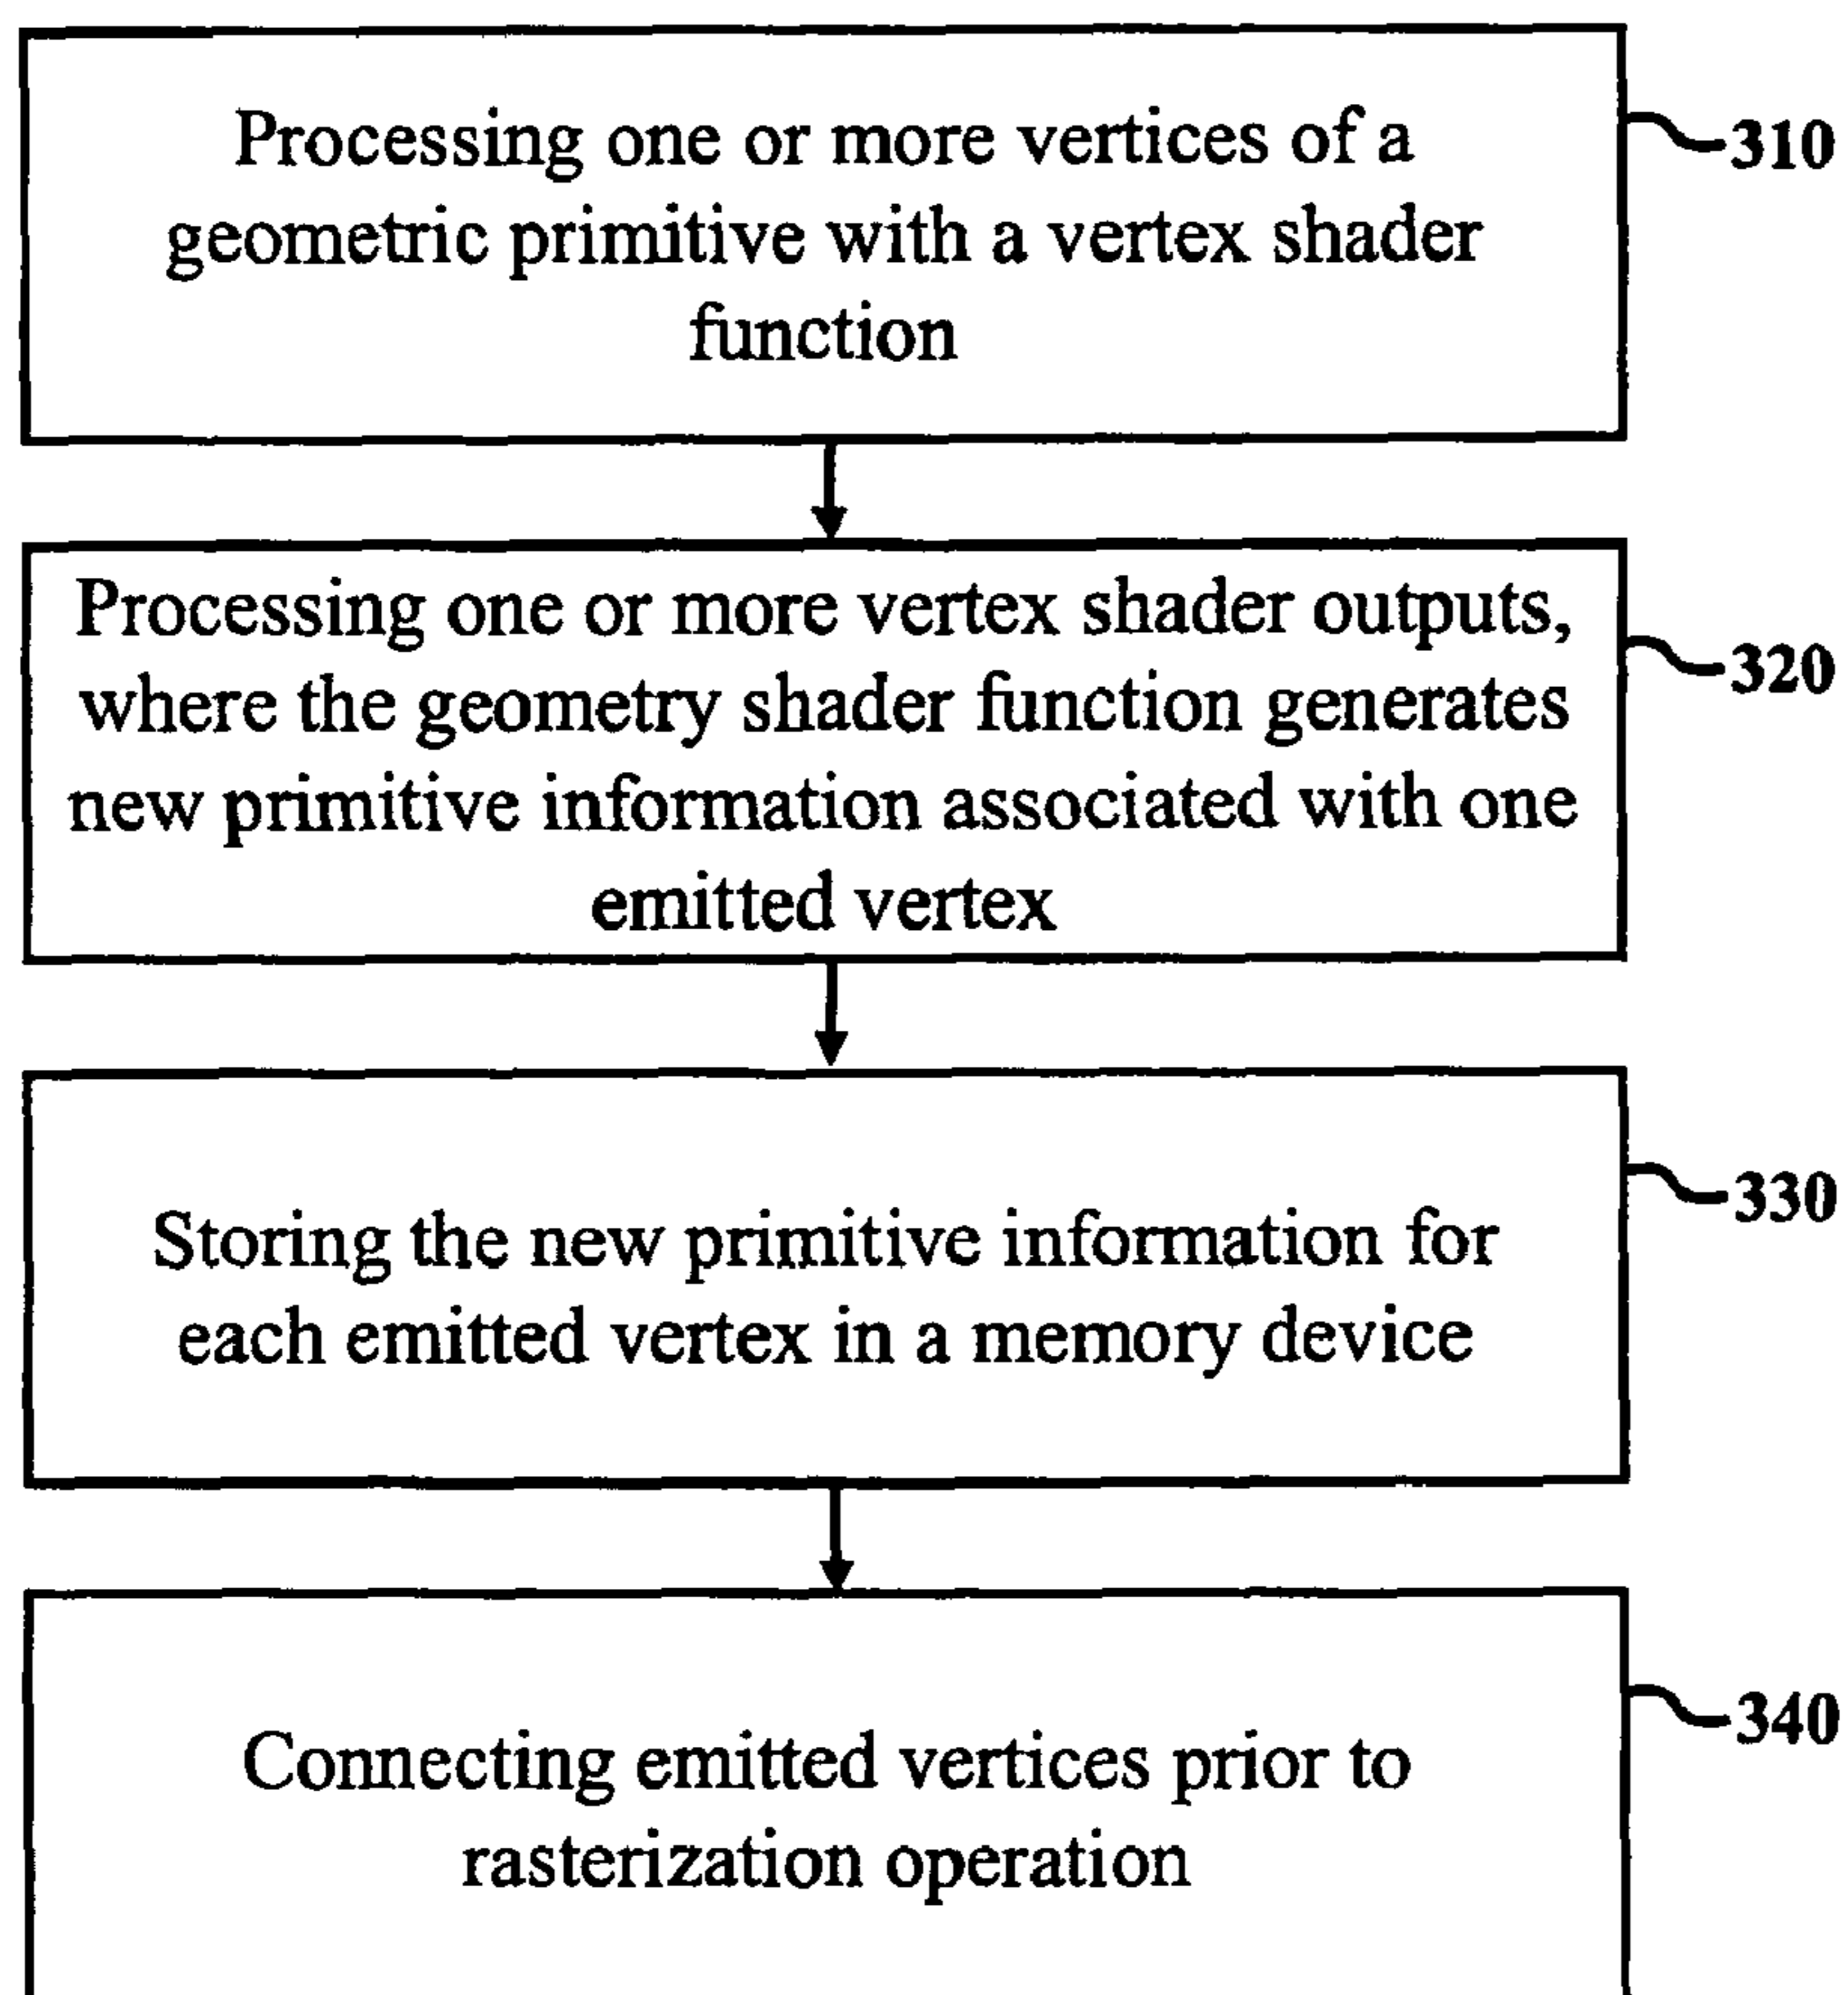 Processing one or more vertices of a
310
geometric primitive with a vertex shader
function
Processing one or more vertex shader outputs,
320
where the geometry shader function generates
new primitive information associated with one
emitted vertex
330
Storing the new primitive information for
each emitted vertex in a memory device
340
Connecting emitted vertices prior to
rasterization operation